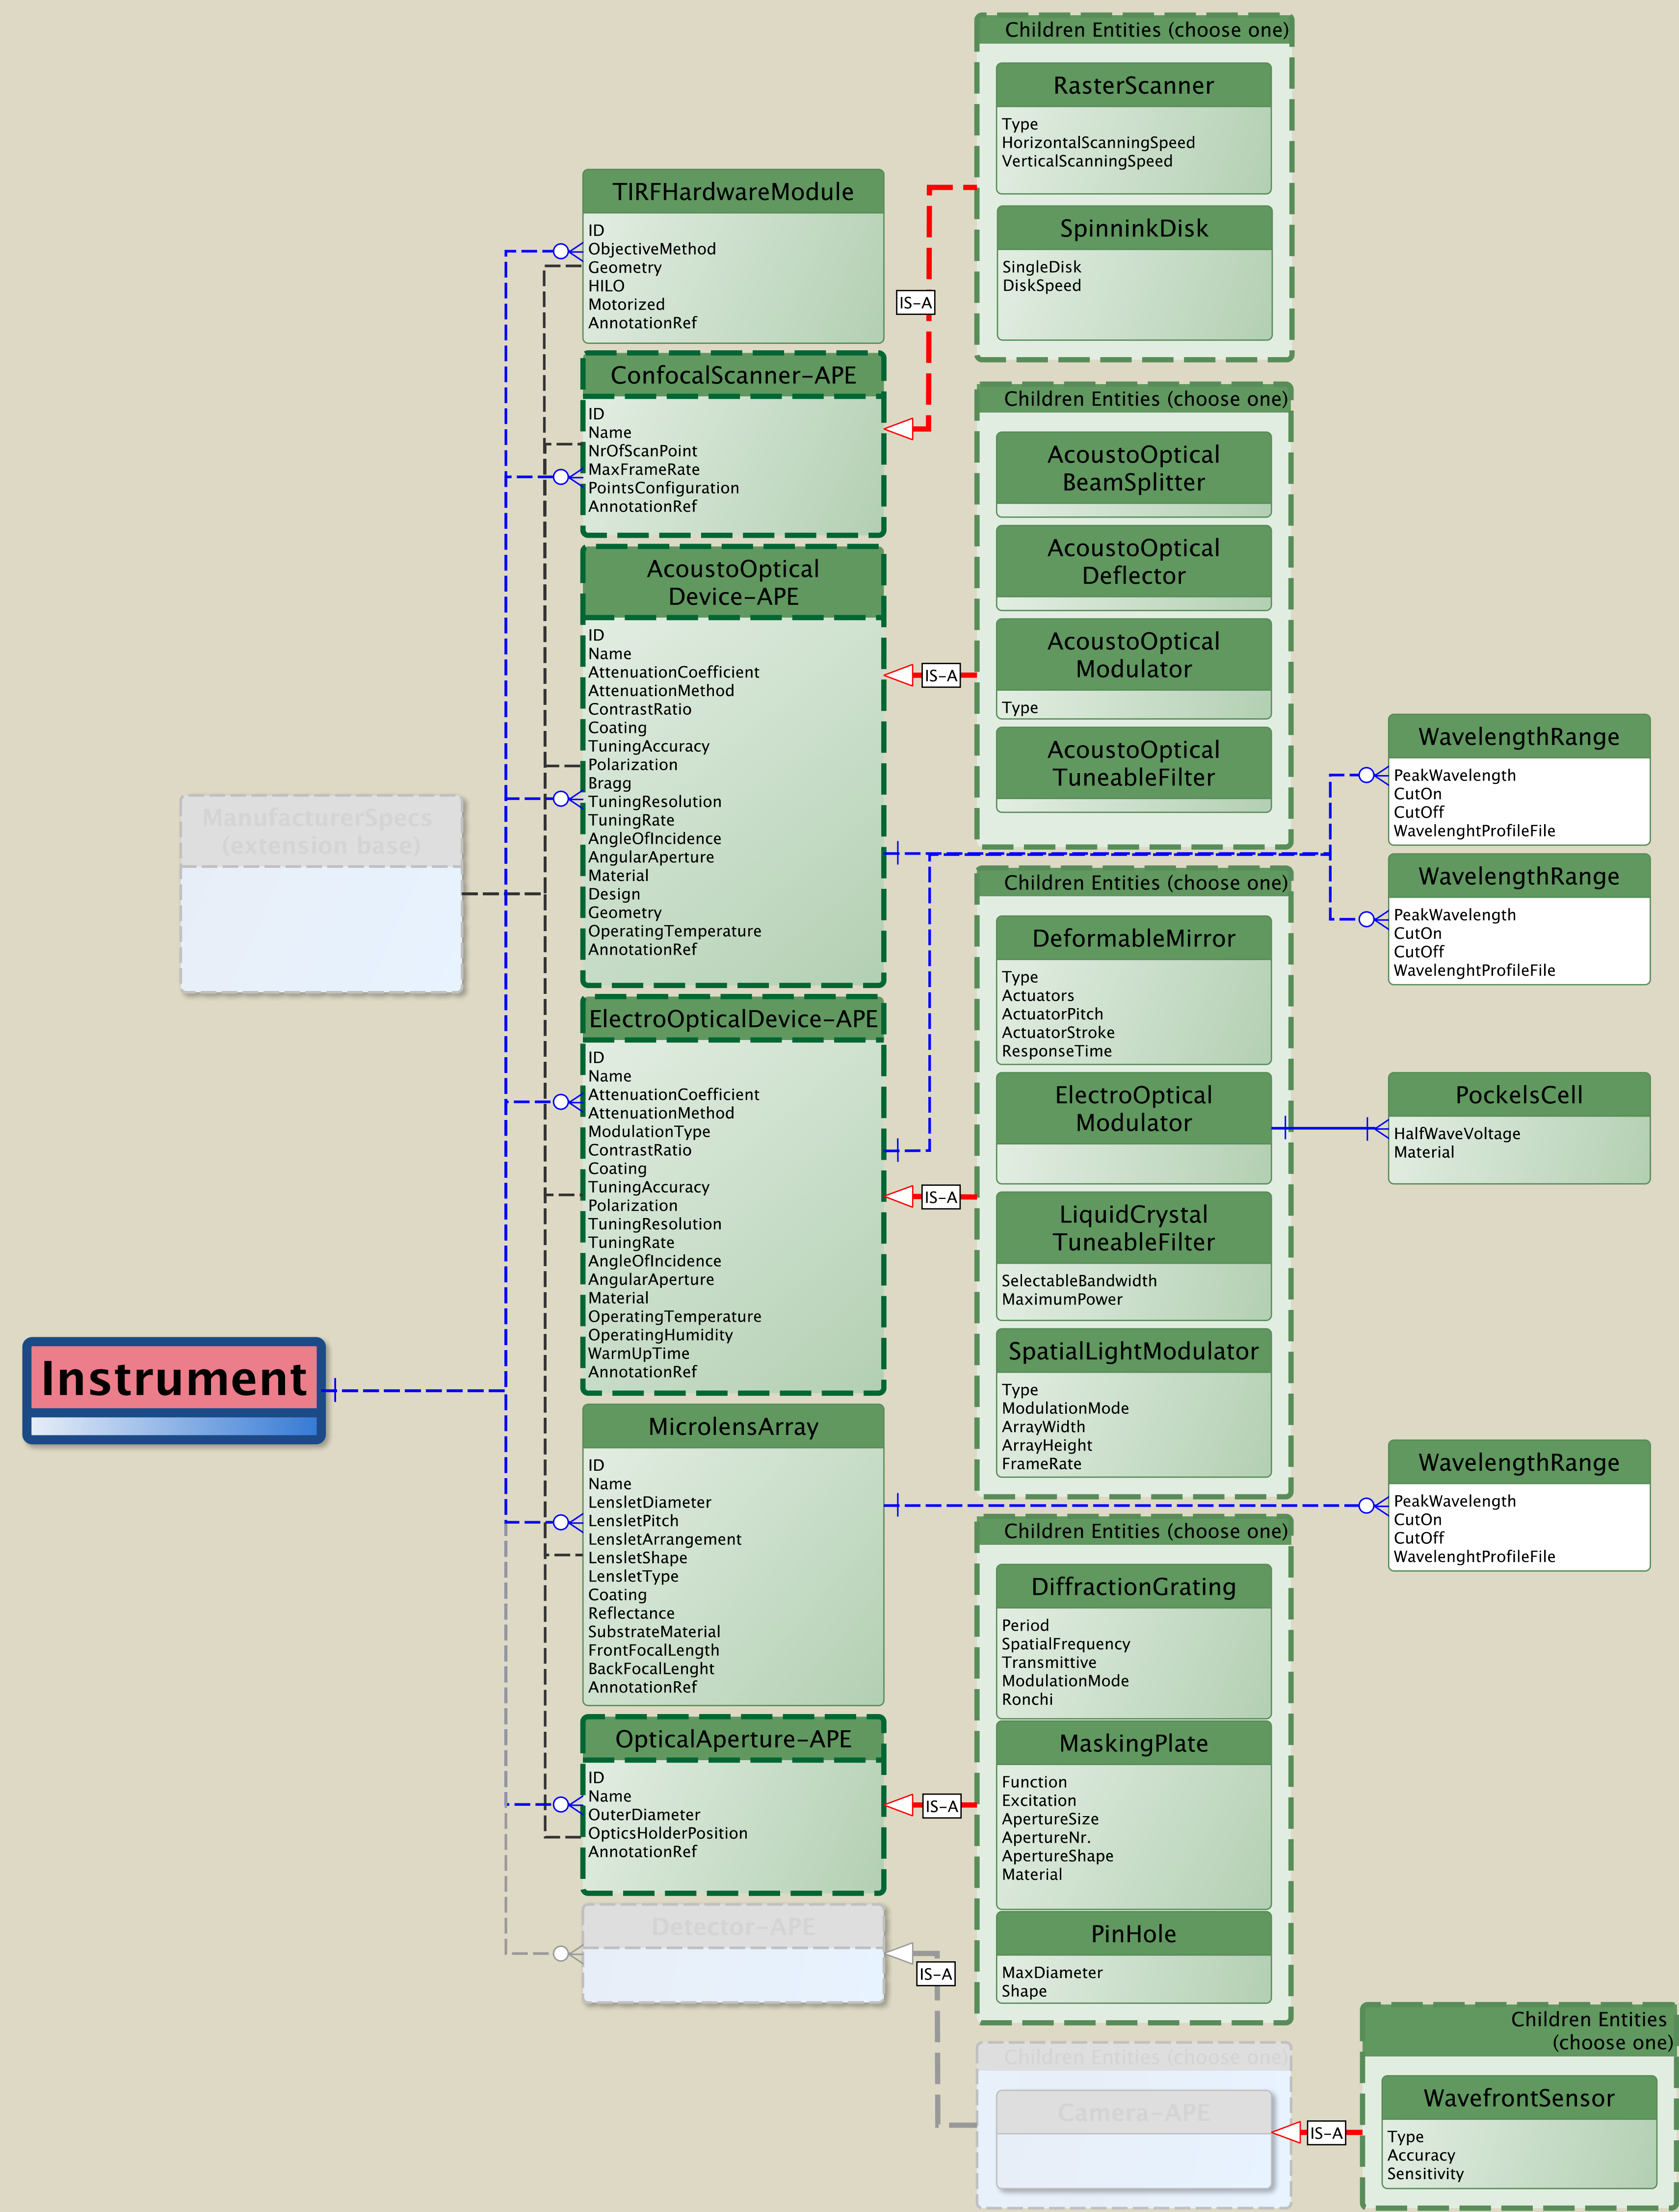 Children Entities (choose one)
RasterScanner
Type
HorizontalScanningSpeed
VerticalScanningSpeed
SpinninkDisk
SingleDisk
DiskSpeed
TIRFHardwareModule
ID
ObjectiveMethod
Geometry
HILO
Motorized
AnnotationRef
IS-A
ConfocalScanner-APE
ID
Name
NrOfScanPoint
MaxFrameRate
PointsConfiguration
AnnotationRef
Children Entities (choose one)
AcoustoOptical
BeamSplitter
AcoustoOptical
Deflector
AcoustoOptical
Modulator
Type
AcoustoOptical
TuneableFilter
AcoustoOptical
Device-APE
ID
Name
AttenuationCoefficient
AttenuationMethod
ContrastRatio
Coating
TuningAccuracy
Polarization
Bragg
TuningResolution
TuningRate
AngleOfIncidence
AngularAperture
Material
Design
Geometry
OperatingTemperature
AnnotationRef
IS-A
WavelengthRange
PeakWavelength
CutOn
CutOff
WavelenghtProfileFile
WavelengthRange
PeakWavelength
CutOn
CutOff
WavelenghtProfileFile
ManufacturerSpecs
(extension base)
Children Entities (choose one)
DeformableMirror
Type
Actuators
ActuatorPitch
ActuatorStroke
ResponseTime
ElectroOptical
Modulator
LiquidCrystal
TuneableFilter
SelectableBandwidth
MaximumPower
SpatialLightModulator
Type
ModulationMode
ArrayWidth
ArrayHeight
FrameRate
PockelsCell
HalfWaveVoltage
Material
ElectroOpticalDevice-APE
ID
Name
AttenuationCoefficient
AttenuationMethod
ModulationType
ContrastRatio
Coating
TuningAccuracy
Polarization
TuningResolution
TuningRate
AngleOfIncidence
AngularAperture
Material
OperatingTemperature
OperatingHumidity
WarmUpTime
AnnotationRef
IS-A
Instrument
MicrolensArray
ID
Name
LensletDiameter
LensletPitch
LensletArrangement
LensletShape
LensletType
Coating
Reflectance
SubstrateMaterial
FrontFocalLength
BackFocalLenght
AnnotationRef
WavelengthRange
PeakWavelength
CutOn
CutOff
WavelenghtProfileFile
Children Entities (choose one)
DiffractionGrating
Period
SpatialFrequency
Transmittive
ModulationMode
Ronchi
MaskingPlate
Function
Excitation
ApertureSize
ApertureNr.
ApertureShape
Material
PinHole
MaxDiameter
Shape
OpticalAperture-APE
ID
Name
OuterDiameter
OpticsHolderPosition
AnnotationRef
IS-A
Detector-APE
IS-A
Children Entities (choose one)
Camera-APE
IS-A
Children Entities
(choose one)
WavefrontSensor
Type
Accuracy
Sensitivity